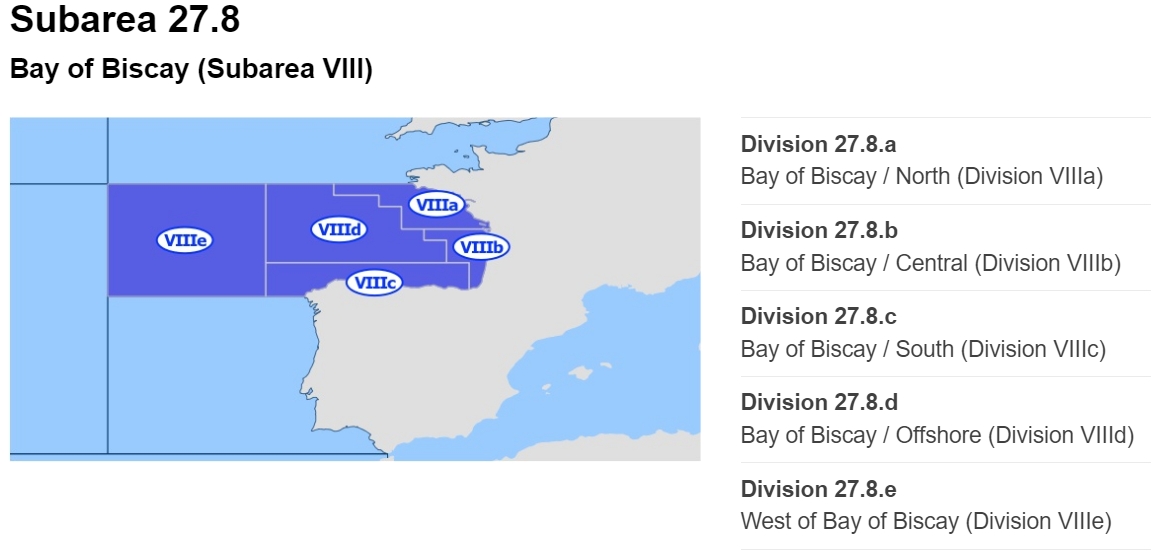 Subarea 27.8
Bay of Biscay (Subarea VIII)
VIIIa
VIIId
VIIIe
VIIIb
VIIIc
Division 27.8.a
Bay of Biscay / North (Division VIIIa)
Division 27.8.b
Bay of Biscay / Central (Division VIIIb)
Division 27.8.c
Bay of Biscay / South (Division VIIIc)
Division 27.8.d
Bay of Biscay / Offshore (Division VIIId)
Division 27.8.e
West of Bay of Biscay (Division VIIIe)